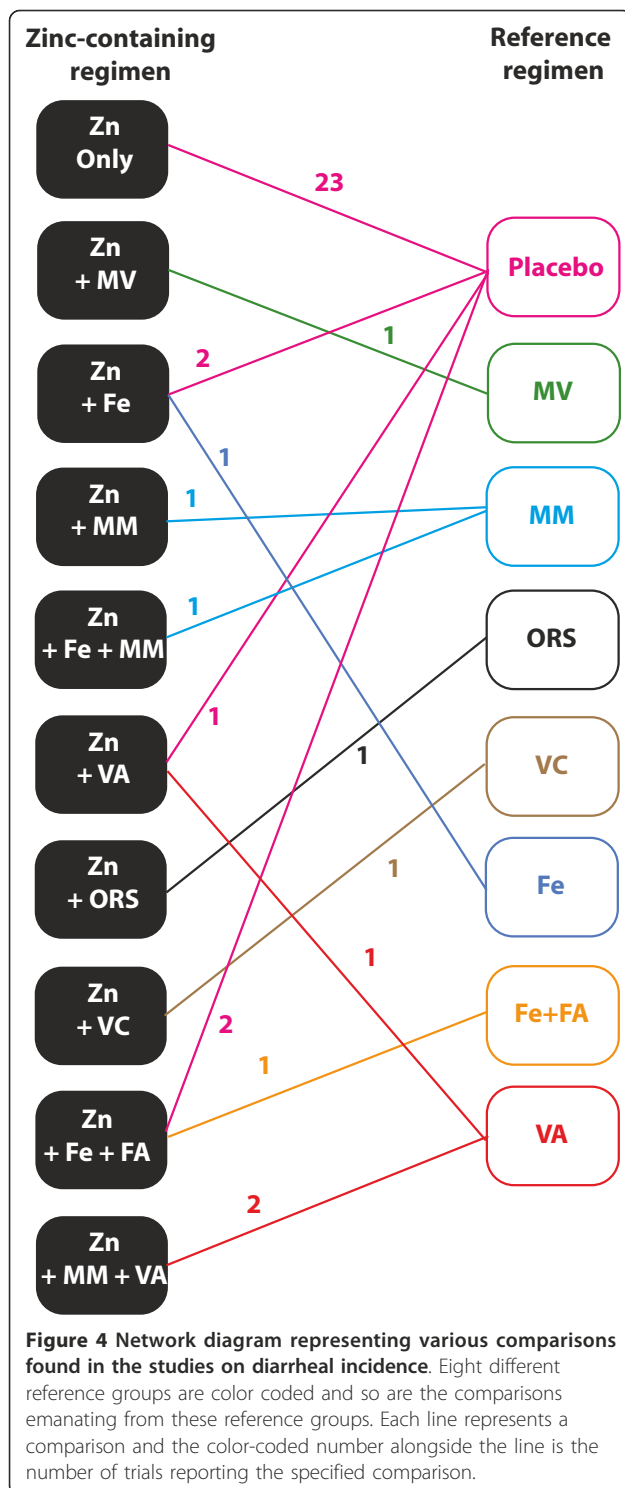 Zinc-containing
regimen
Reference
regimen
Zn
Only
Zn
+ MV
Zn
+ Fe
Zn
+ MM
Zn
+ Fe + MM
Zn
+ VA
Zn
+ ORS
Zn
+ VC
Zn
+ Fe + FA
Zn
+ MM + VA
23
1
2
1
1
1
1
1
1
1
2
1
2
Placebo
MV
MM
ORS
VC
Fe
Fe+FA
VA
Figure 4 Network diagram representing various comparisons
found in the studies on diarrheal incidence. Eight different
reference groups are color coded and so are the comparisons
emanating from these reference groups. Each line represents a
comparison and the color-coded number alongside the line is the
number of trials reporting the specified comparison.